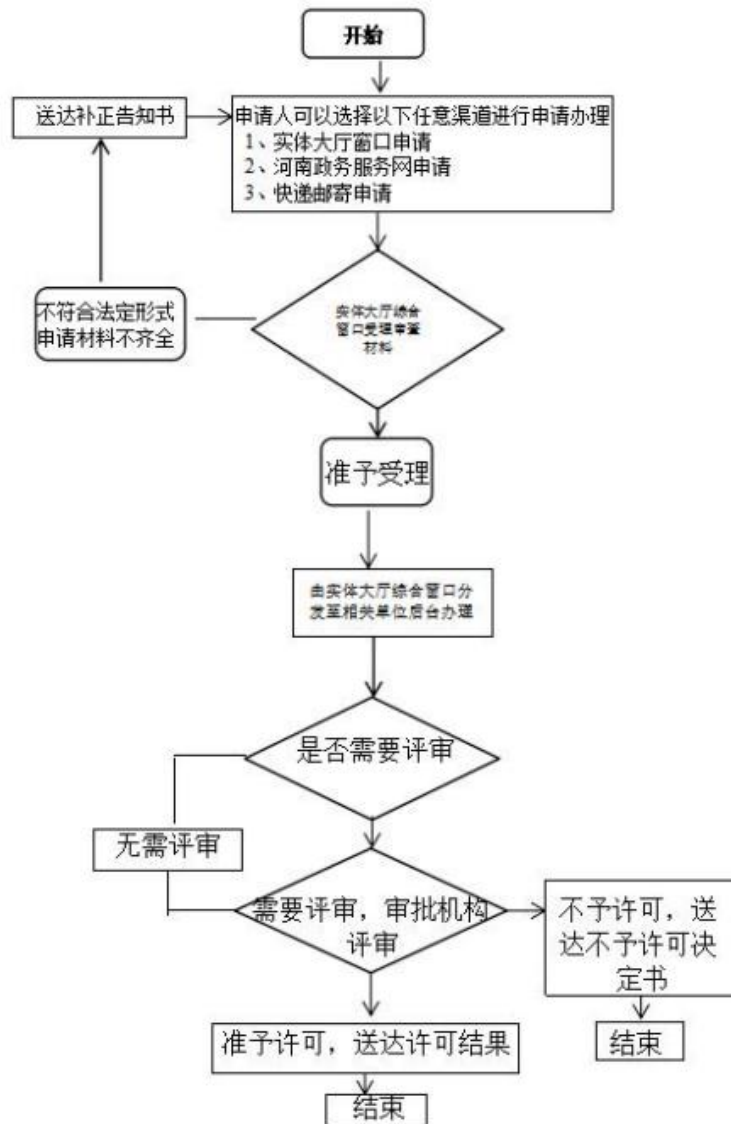 开始
送达补正告知书
申请人可以选择以下任意渠道进行申请办理
1、实体大厅窗口申请
2、河南政务服务网申请
3、快递邮寄申请
不符合法定形式
申请材料不齐全
实体大厅综合
窗口受理审查
材料
准予受理
由实体大厅综合窗口分
发至相关单位后台办理
是否需要评审
无需评审
需要评审，审批机构
评审
不予许可，送
达不予许可决
定书
准予许可，送达许可结果
结束
结束